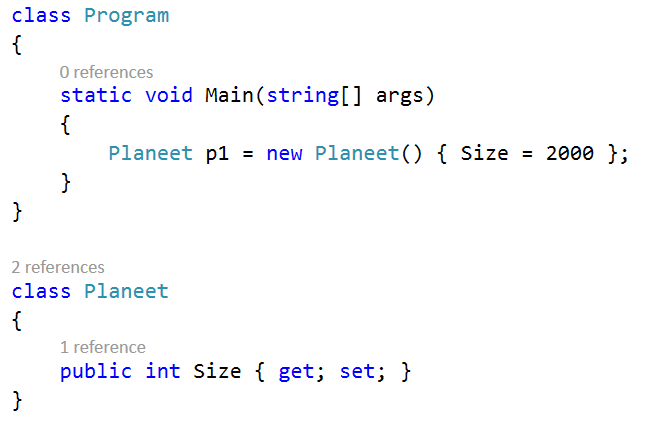 class Program
{
0 references
static void Main(string[] args)
{
Planeet p1 = new Planeet() { Size = 2000 };
}
}
2 references
class Planeet
{
1 reference
public int Size { get; set; }
}